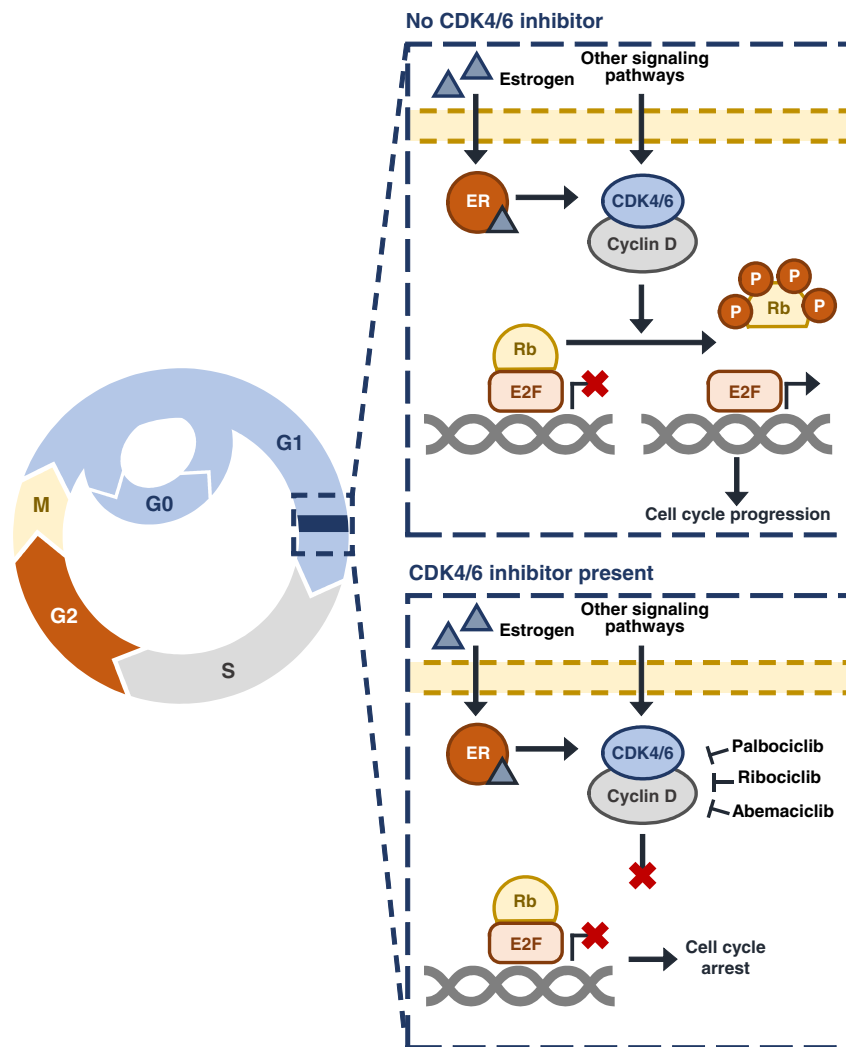 No CDK4/6 inhibitor
Estrogen
Other signaling
pathways
ER
CDK4/6
Cyclin D
P
P
P
P
Rb
Rb
E2F
E2F
Cell cycle progression
G1
G0
M
G2
S
CDK4/6 inhibitor present
Estrogen
Other signaling
pathways
ER
CDK4/6
Cyclin D
Palbociclib
Ribociclib
Abemaciclib
Rb
E2F
Cell cycle
arrest